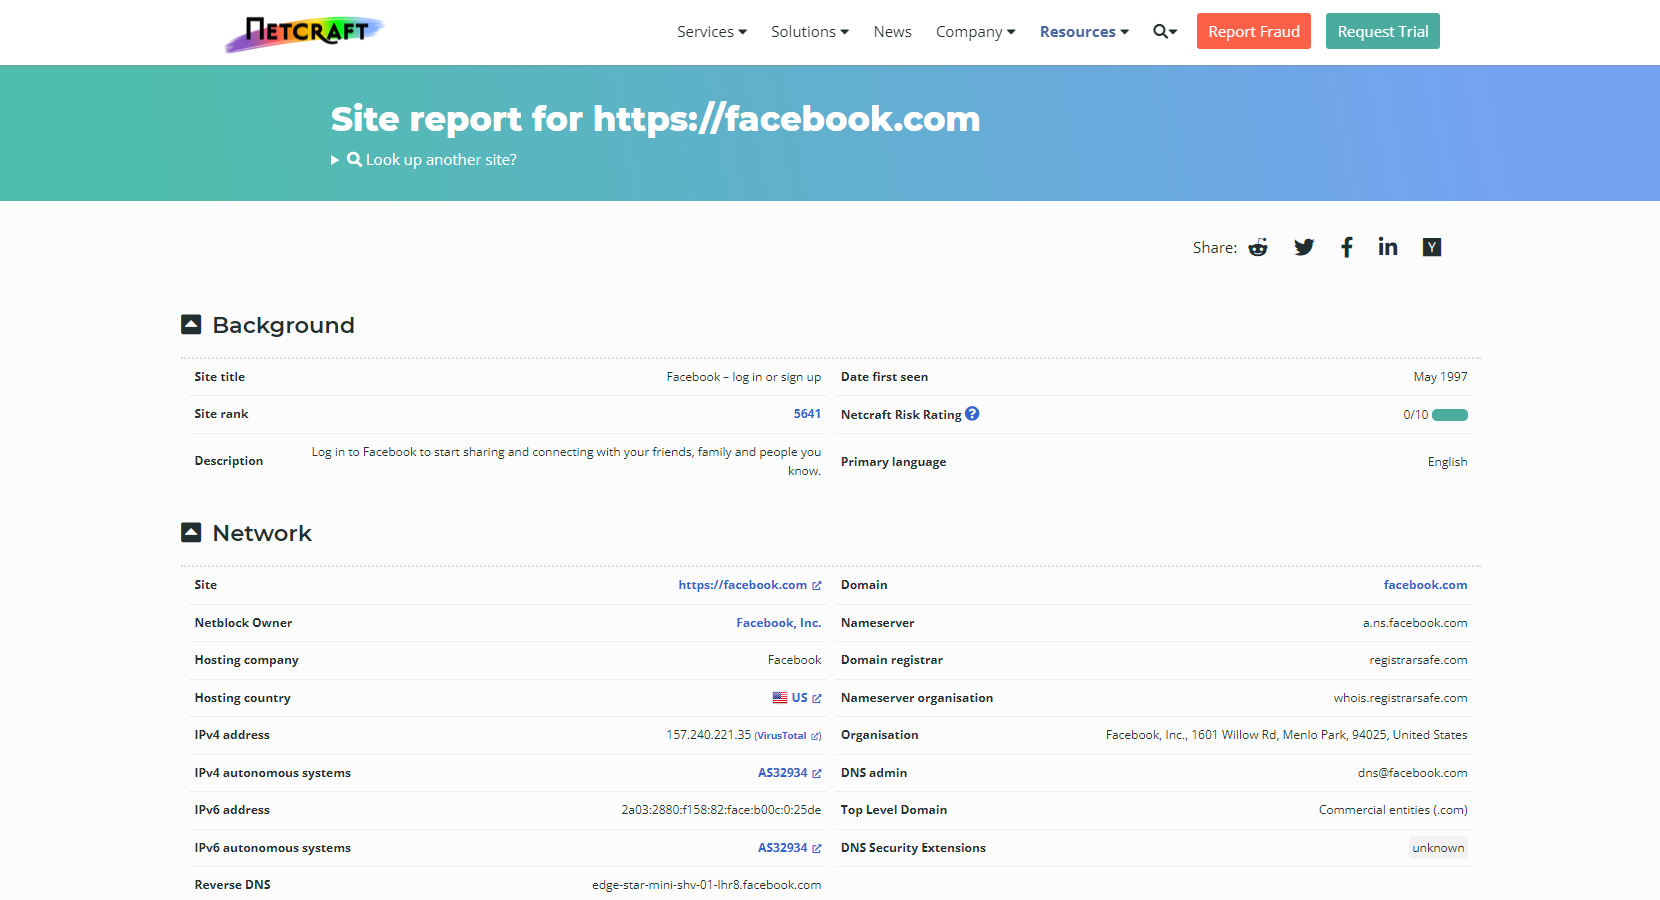 NETCRAFT
Services
Solutions
News
Company
Resources
Report Fraud
Request Trial
Site report for https://facebook.com
Look up another site?
Share:
Y
Background
Site title Facebook – log in or sign up
Date first seen May 1997
Site rank 5641
Netcraft Risk Rating ? 0/10
Description Log in to Facebook to start sharing and connecting with your friends, family and people you
know.
Primary language English
Network
Site https://facebook.com
Domain facebook.com
Netblock Owner Facebook, Inc.
Nameserver a.ns.facebook.com
Hosting company Facebook
Domain registrar registrarsafe.com
Hosting country US
Nameserver organisation whois.registrarsafe.com
IPv4 address 157.240.221.35 (VirusTotal)
Organisation Facebook, Inc., 1601 Willow Rd, Menlo Park, 94025, United States
IPv4 autonomous systems AS32934
DNS admin dns@facebook.com
IPv6 address 2a03:2880:f158:82:face:b00c:0:25de
Top Level Domain Commercial entities (.com)
IPv6 autonomous systems AS32934
DNS Security Extensions unknown
Reverse DNS edge-star-mini-shv-01-lhr8.facebook.com